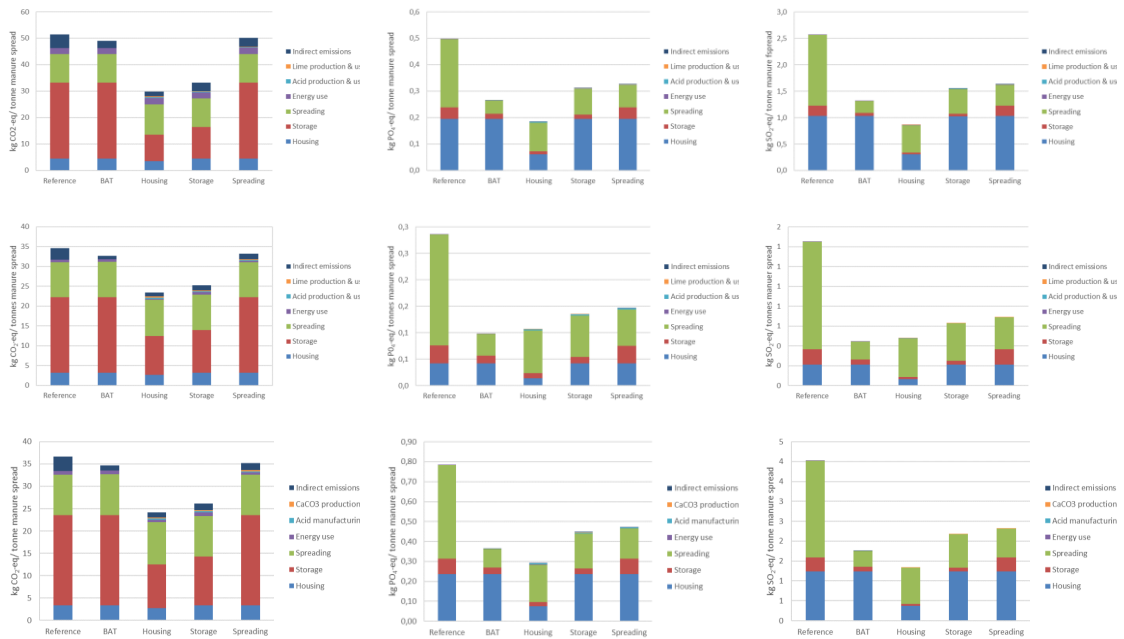 kg CO2-eq/ tonne manure spread
60
50
40
30
20
10
0
Reference BAT Housing Storage Spreading
Indirect emissions
Lime production & us
Acid production & us
Energy use
Spreading
Storage
Housing
kg PO₄-eq/tonne manure spread
0,6
0,5
0,4
0,3
0,2
0,1
0,0
Reference BAT Housing Storage Spreading
Indirect emissions
Lime production & us
Acid production & us
Energy use
Spreading
Storage
Housing
kg SO₂-eq/tonne manure fspread
3,0
2,5
2,0
1,5
1,0
0,5
0,0
Reference BAT Housing Storage Spreading
Indirect emissions
Lime production & us
Acid production & us
Energy use
Spreading
Storage
Housing
kg CO₂-eq/ tonnes manure spread
40
35
30
25
20
15
10
5
0
Reference BAT Housing Storage Spreading
Indirect emissions
Lime production & us
Acid production & us
Energy use
Spreading
Storage
Housing
kg PO₄-eq/ tonnes manure spread
0,3
0,3
0,2
0,2
0,1
0,1
0,0
Reference BAT Housing Storage Spreading
Indirect emissions
Lime production & us
Acid production & us
Energy use
Spreading
Storage
Housing
kg SO₂-eq/ tonnes manuer spread
2
1
1
1
1
1
0
0
0
Reference BAT Housing Storage Spreading
Indirect emissions
Lime production & us
Acid production & us
Energy use
Spreading
Storage
Housing
kg CO₂-eq/ tonne manure spread
40
35
30
25
20
15
10
5
0
Reference BAT Housing Storage Spreading
Indirect emissions
CaCO3 production
Acid manufacturin
Energy use
Spreading
Storage
Housing
kg PO₄-eq/ tonne manure spread
0,90
0,80
0,70
0,60
0,50
0,40
0,30
0,20
0,10
0,00
Reference BAT Housing Storage Spreading
Indirect emissions
CaCO3 production
Acid manufacturin
Energy use
Spreading
Storage
Housing
kg SO₂-eq/ tonne manure spread
5
4
4
3
3
2
2
1
1
0
Reference BAT Housing Storage Spreading
Indirect emissions
CaCO3 production
Acid manufacturin
Energy use
Spreading
Storage
Housing